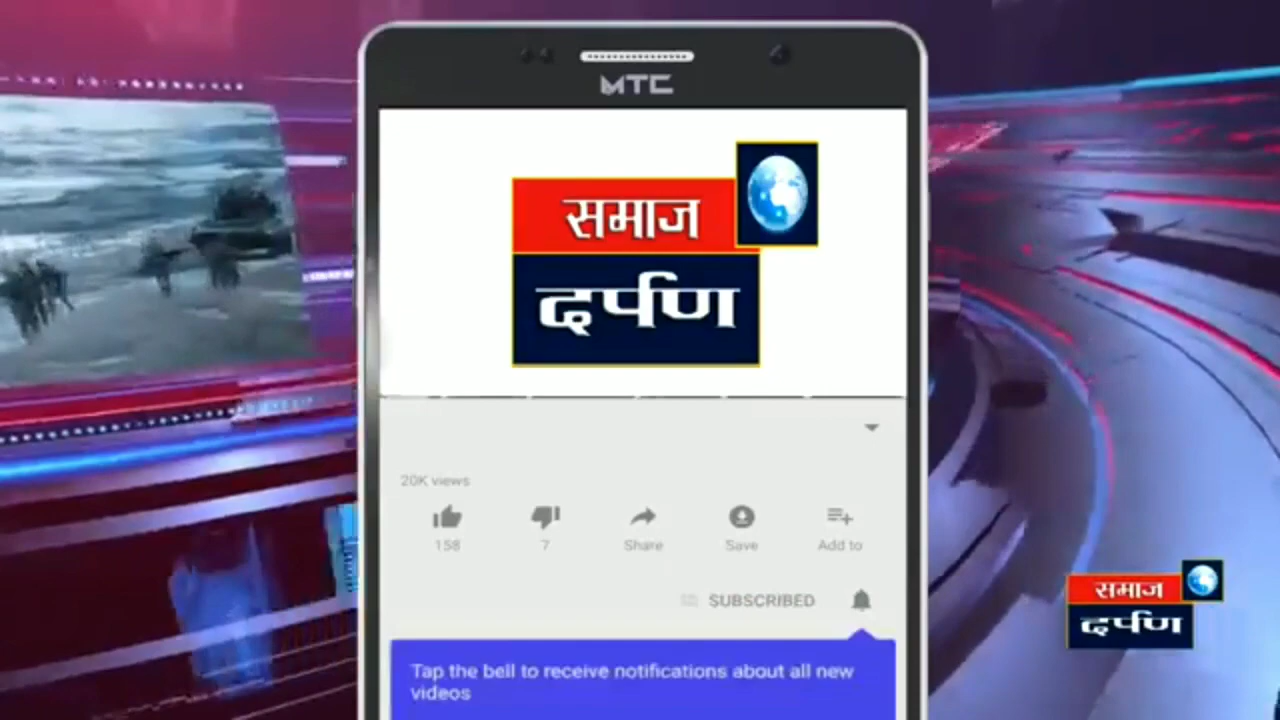 MTC
समाज
दर्पण
20K views
158
7
Share
Save
Add to
SUBSCRIBED
Tap the bell to receive notifications about all new
videos
समाज
दर्पण